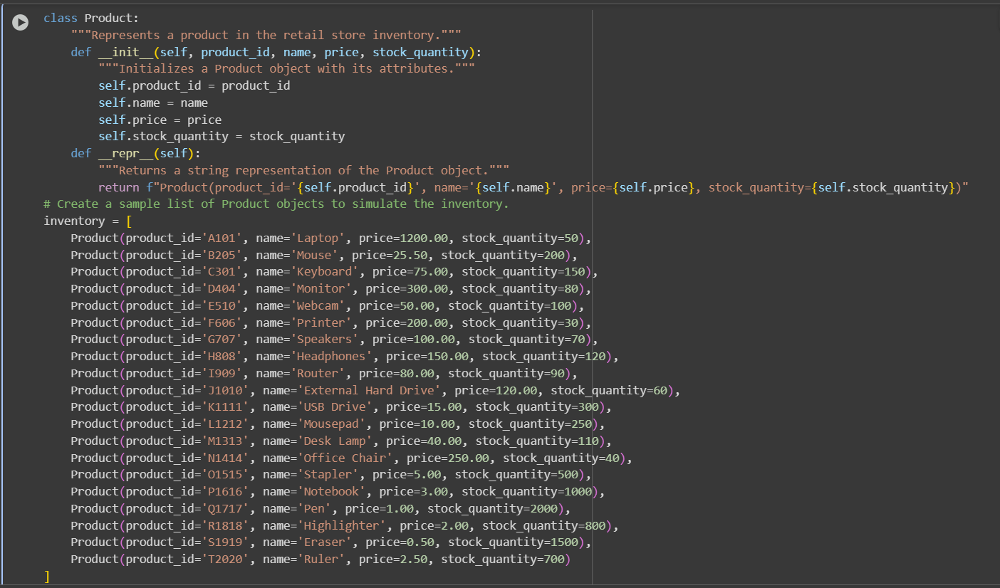 class Product:
    """Represents a product in the retail store inventory."""
    def __init__(self, product_id, name, price, stock_quantity):
        """Initializes a Product object with its attributes."""
        self.product_id = product_id
        self.name = name
        self.price = price
        self.stock_quantity = stock_quantity
    def __repr__(self):
        """Returns a string representation of the Product object."""
        return f"Product(product_id='{self.product_id}', name='{self.name}', price={self.price}, stock_quantity={self.stock_quantity})"
# Create a sample list of Product objects to simulate the inventory.
inventory = [
    Product(product_id='A101', name='Laptop', price=1200.00, stock_quantity=50),
    Product(product_id='B205', name='Mouse', price=25.50, stock_quantity=200),
    Product(product_id='C301', name='Keyboard', price=75.00, stock_quantity=150),
    Product(product_id='D404', name='Monitor', price=300.00, stock_quantity=80),
    Product(product_id='E510', name='Webcam', price=50.00, stock_quantity=100),
    Product(product_id='F606', name='Printer', price=200.00, stock_quantity=30),
    Product(product_id='G707', name='Speakers', price=100.00, stock_quantity=70),
    Product(product_id='H808', name='Headphones', price=150.00, stock_quantity=120),
    Product(product_id='I909', name='Router', price=80.00, stock_quantity=90),
    Product(product_id='J1010', name='External Hard Drive', price=120.00, stock_quantity=60),
    Product(product_id='K1111', name='USB Drive', price=15.00, stock_quantity=300),
    Product(product_id='L1212', name='Mousepad', price=10.00, stock_quantity=250),
    Product(product_id='M1313', name='Desk Lamp', price=40.00, stock_quantity=110),
    Product(product_id='N1414', name='Office Chair', price=250.00, stock_quantity=40),
    Product(product_id='O1515', name='Stapler', price=5.00, stock_quantity=500),
    Product(product_id='P1616', name='Notebook', price=3.00, stock_quantity=1000),
    Product(product_id='Q1717', name='Pen', price=1.00, stock_quantity=2000),
    Product(product_id='R1818', name='Highlighter', price=2.00, stock_quantity=800),
    Product(product_id='S1919', name='Eraser', price=0.50, stock_quantity=1500),
    Product(product_id='T2020', name='Ruler', price=2.50, stock_quantity=700)
]